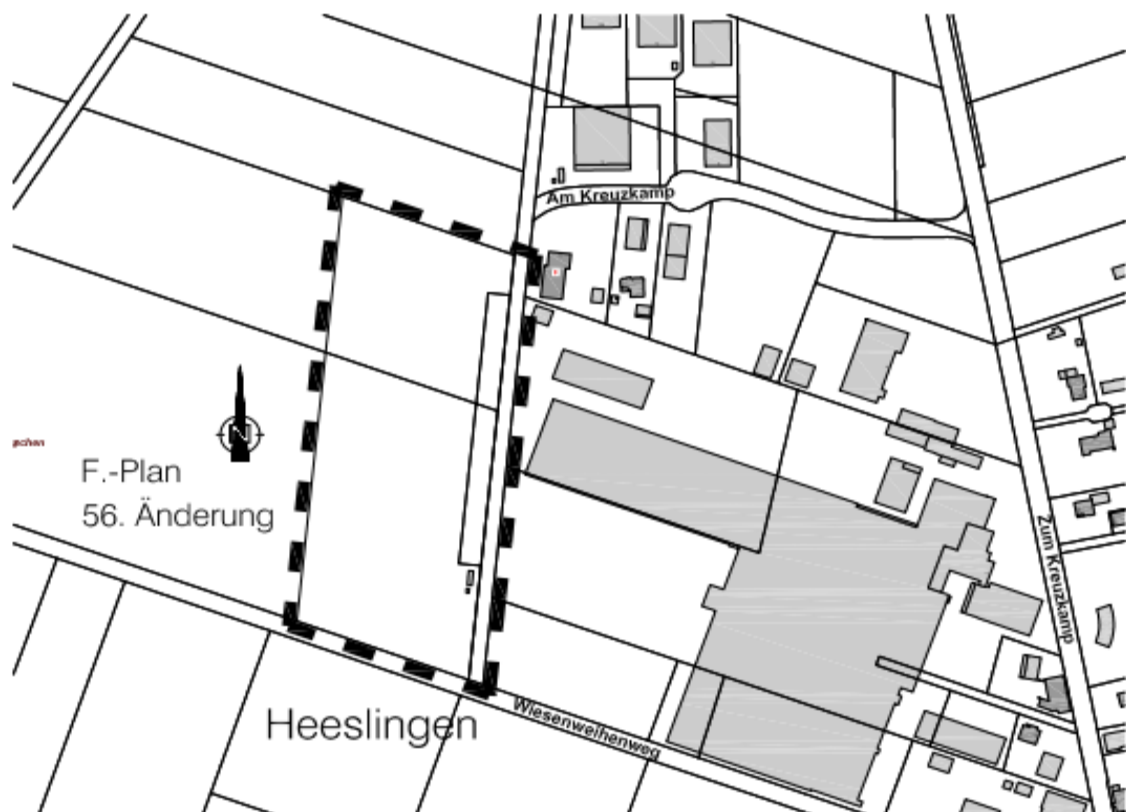 Am Kreuzkamp
N
F.-Plan
56. Änderung
Zum Kreuzkamp
Heeslingen
Wiesenweihenweg